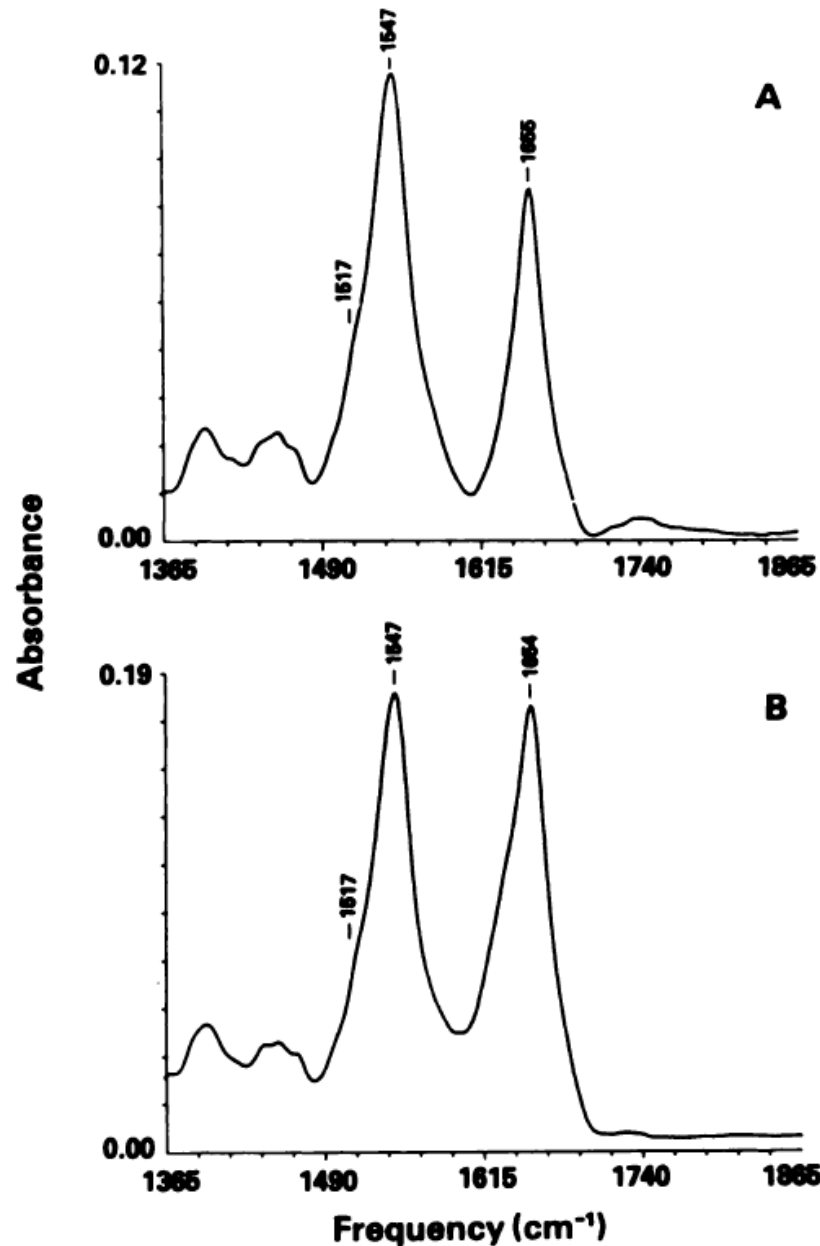 – 1547
0.12
A
– 1655
– 1517
0.00
1365 1490 1615 1740 1865
Absorbance
– 1547
– 1654
0.19
B
– 1517
0.00
1365 1490 1615 1740 1865
Frequency (cm⁻¹)